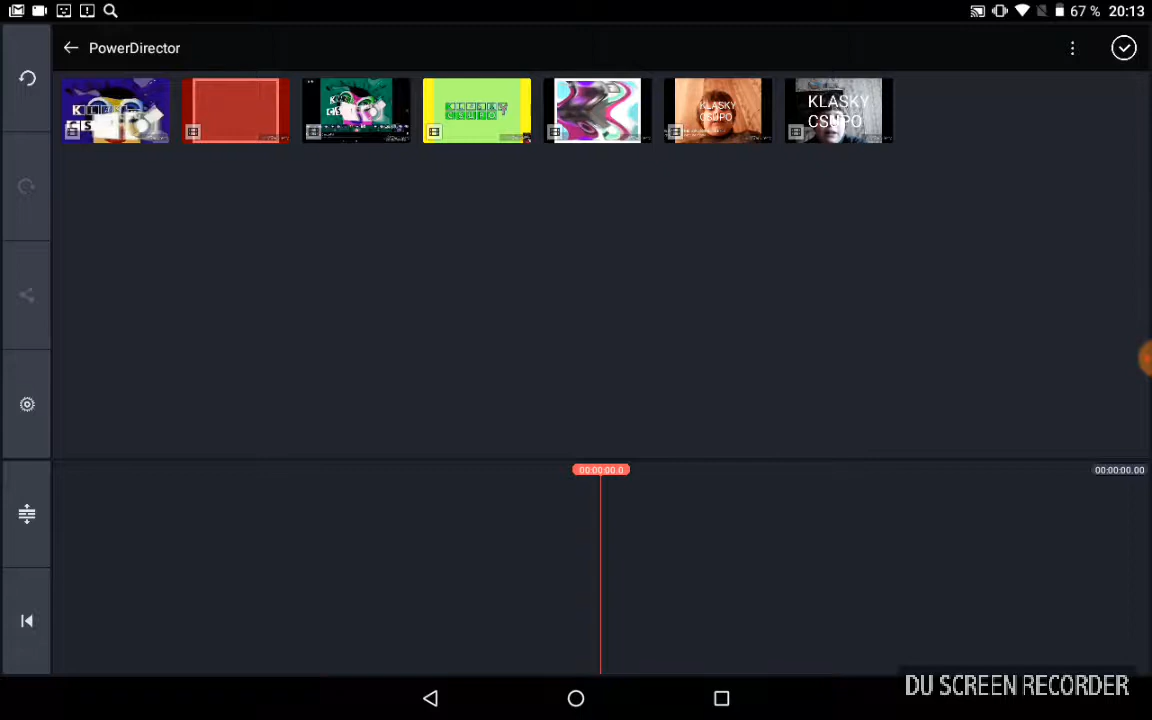 67 % 20:13
PowerDirector
KLASKY
CSUPO
KLASKY
CSUPO
00:00:00.0
00:00:00.00
DU SCREEN RECORDER